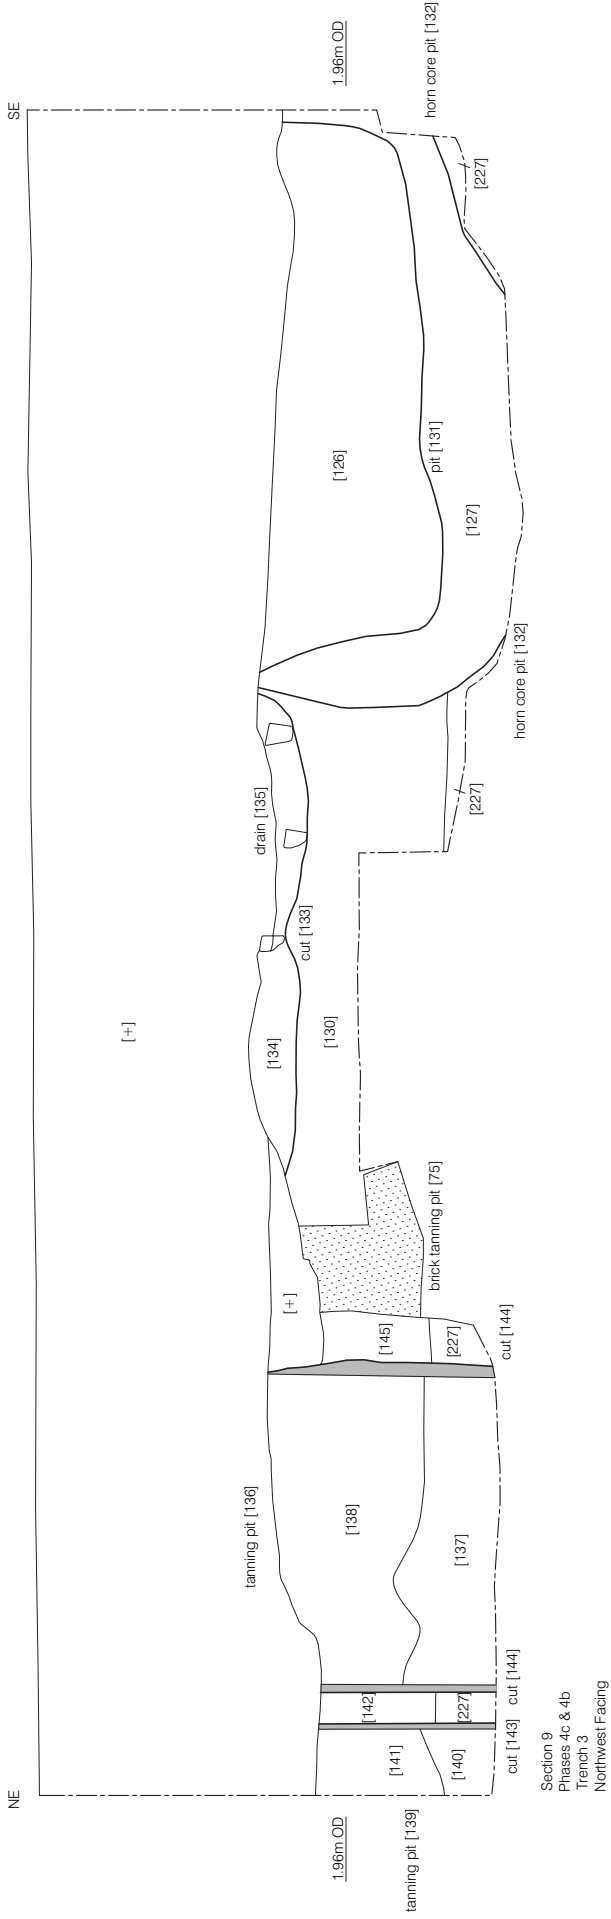 NE
SE
[+]
1.96m OD
1.96m OD
tanning pit [139]
[141]
[140]
cut [143]
[142]
[227]
cut [144]
tanning pit [136]
[138]
[137]
[+]
[145]
[227]
cut [144]
brick tanning pit [75]
[134]
[130]
cut [133]
drain [135]
[227]
horn core pit [132]
[126]
pit [131]
[127]
[227]
horn core pit [132]
Section 9
Phases 4c & 4b
Trench 3
Northwest Facing